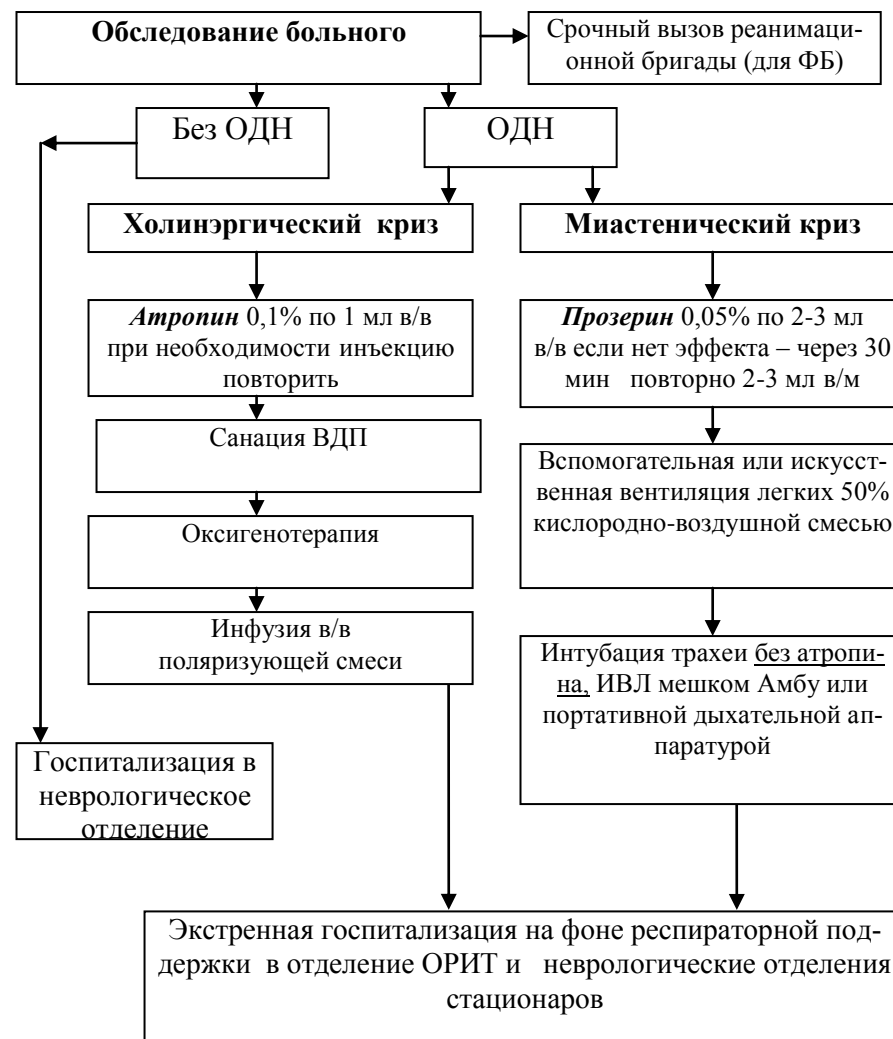 Обследование больного
Срочный вызов реанимаци-
онной бригады (для ФБ)
Без ОДН
ОДН
Холинэргический криз
Миастенический криз
Атропин 0,1% по 1 мл в/в
при необходимости инъекцию
повторить
Прозерин 0,05% по 2-3 мл
в/в если нет эффекта – через 30
мин повторно 2-3 мл в/м
Санация ВДП
Вспомогательная или искусст-
венная вентиляция легких 50%
кислородно-воздушной смесью
Оксигенотерапия
Инфузия в/в
поляризующей смеси
Интубация трахеи без атропи-
на, ИВЛ мешком Амбу или
портативной дыхательной ап-
паратурой
Госпитализация в
неврологическое
отделение
Экстренная госпитализация на фоне респираторной под-
держки в отделение ОРИТ и неврологические отделения
стационаров